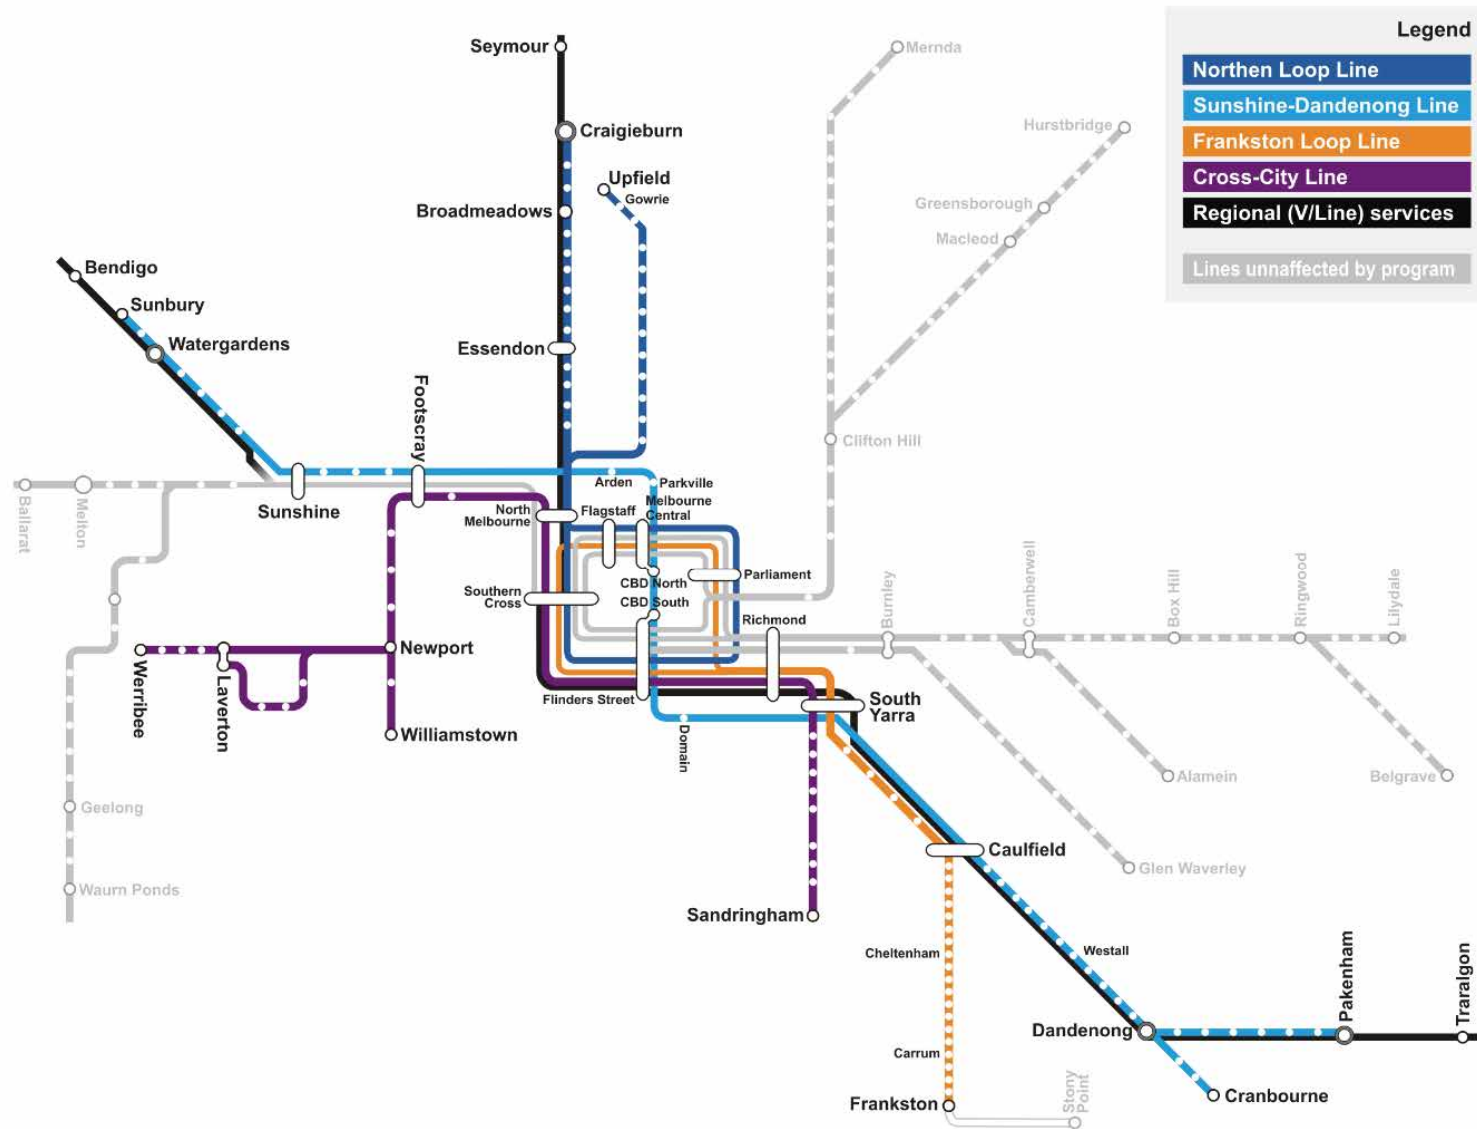 Legend
Northen Loop Line
Sunshine-Dandenong Line
Frankston Loop Line
Cross-City Line
Regional (V/Line) services
Lines unnaffected by program
Seymour
Mernda
Craigieburn
Hurstbridge
Upfield
Gowrie
Broadmeadows
Greensborough
Macleod
Bendigo
Sunbury
Watergardens
Essendon
Footscray
Clifton Hill
Ballarat
Melton
Sunshine
Arden
Parkville
North
Melbourne
Flagstaff
Melbourne
Central
CBD North
Parliament
Southern
Cross
CBD South
Richmond
Burnley
Camberwell
Box Hill
Ringwood
Lilydale
Werribee
Laverton
Newport
Flinders Street
South
Yarra
Williamstown
Domain
Alamein
Belgrave
Geelong
Waurn Ponds
Caulfield
Glen Waverley
Sandringham
Cheltenham
Westall
Dandenong
Pakenham
Traralgon
Carrum
Frankston
Stony
Point
Cranbourne